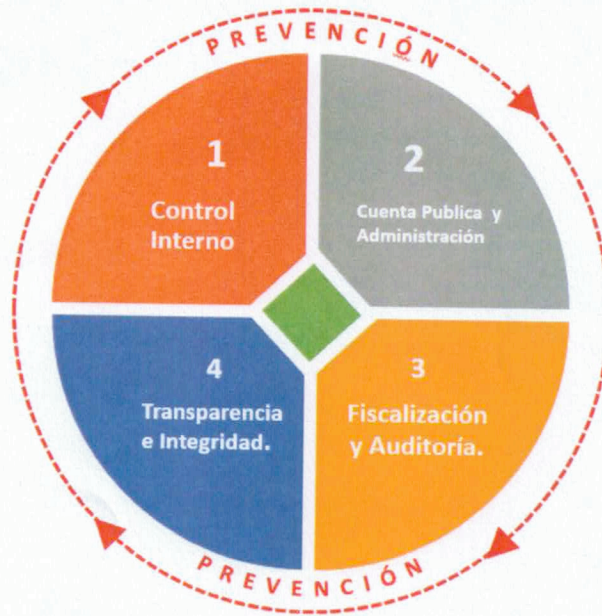 PREVENCIÓN
1
Control
Interno
2
Cuenta Publica y
Administración
4
Transparencia
e Integridad.
3
Fiscalización
y Auditoría.
PREVENCIÓN